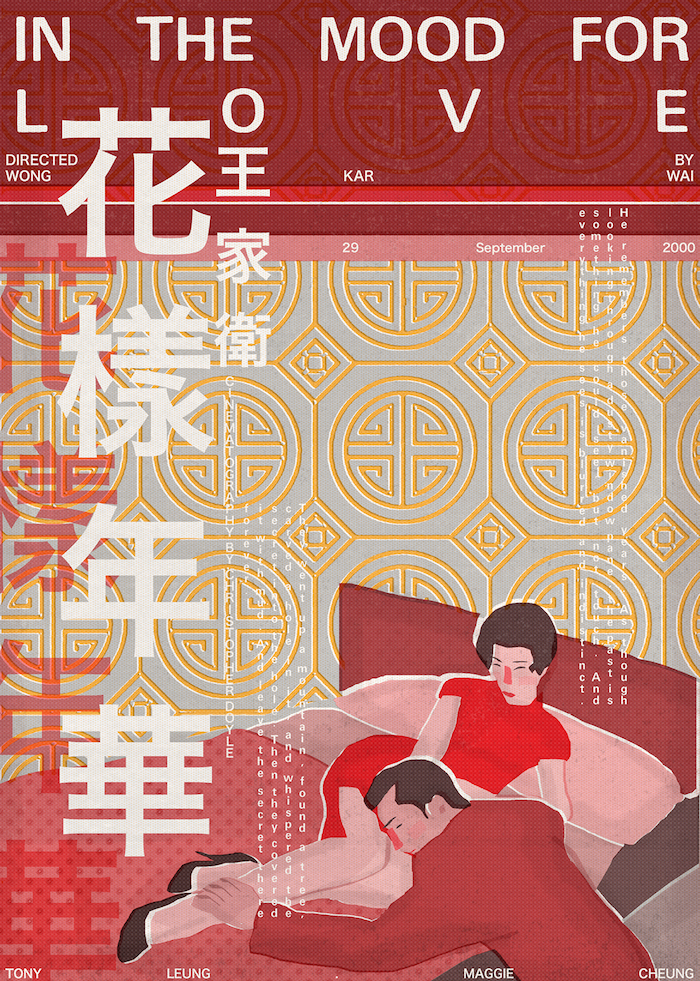 IN THE MOOD FOR
L O V E
DIRECTED BY
WONG KAR WAI
29 September 2000
花樣年華
王家衛
花樣年華
CINEMATOGRAPHY BY CHRISTOPHER DOYLE
He remembers those vanished years. As though
looking through a dusty window pane, the past is
something he could see, but not touch. And
everything he sees is blurred and indistinct.
They went up a mountain, found a tree,
carved a hole in it, and whispered the
secret into the hole. Then they covered
it with mud. And leave the secret there
forever.
TONY LEUNG . MAGGIE CHEUNG